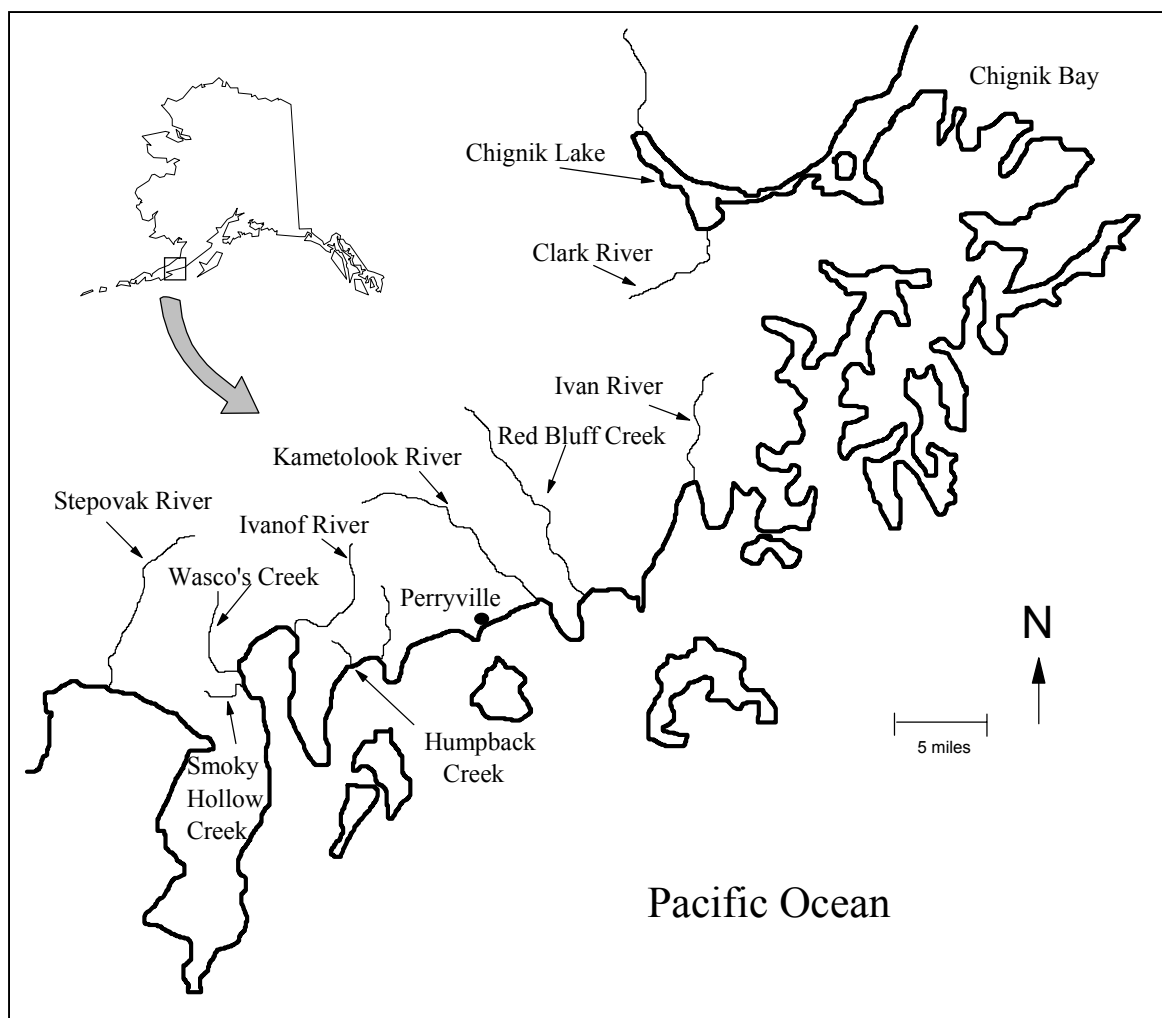 Chignik Bay
Chignik Lake
Clark River
Ivan River
Red Bluff Creek
Kametolook River
Stepovak River
Ivanof River
Wasco's Creek
Perryville
N
Humpback
Creek
5 miles
Smoky
Hollow
Creek
Pacific Ocean